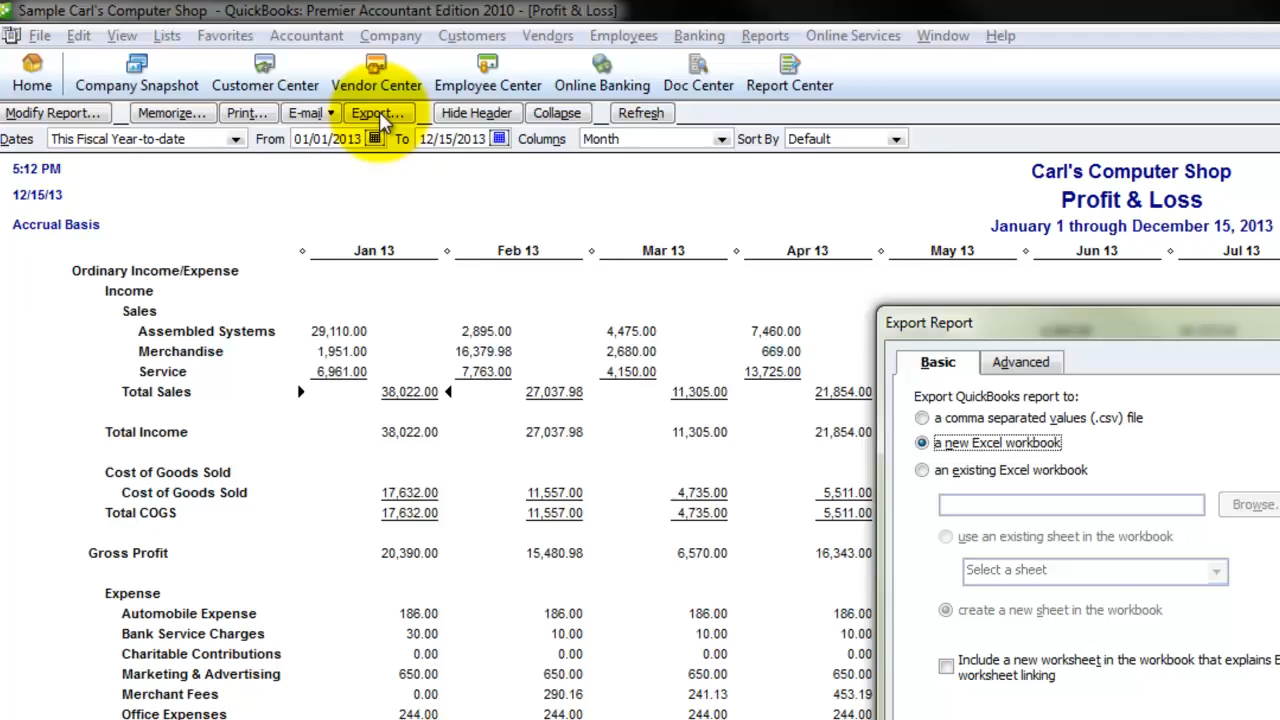 Sample Carl's Computer Shop - QuickBooks: Premier Accountant Edition 2010 - [Profit & Loss]
File Edit View Lists Favorites Accountant Company Customers Vendors Employees Banking Reports Online Services Window Help
Home Company Snapshot Customer Center Vendor Center Employee Center Online Banking Doc Center Report Center
Modify Report... Memorize... Print... E-mail Export... Hide Header Collapse Refresh
Dates This Fiscal Year-to-date From 01/01/2013 To 12/15/2013 Columns Month Sort By Default
5:12 PM
12/15/13
Accrual Basis
Carl's Computer Shop
Profit & Loss
January 1 through December 15, 2013
Jan 13 Feb 13 Mar 13 Apr 13 May 13 Jun 13 Jul 13
Ordinary Income/Expense
Income
Sales
Assembled Systems 29,110.00 2,895.00 4,475.00 7,460.00
Merchandise 1,951.00 16,379.98 2,680.00 669.00
Service 6,961.00 7,763.00 4,150.00 13,725.00
Total Sales 38,022.00 27,037.98 11,305.00 21,854.00
Total Income 38,022.00 27,037.98 11,305.00 21,854.00
Cost of Goods Sold
Cost of Goods Sold 17,632.00 11,557.00 4,735.00 5,511.00
Total COGS 17,632.00 11,557.00 4,735.00 5,511.00
Gross Profit 20,390.00 15,480.98 6,570.00 16,343.00
Expense
Automobile Expense 186.00 186.00 186.00 186.00
Bank Service Charges 30.00 10.00 10.00 10.00
Charitable Contributions 0.00 0.00 0.00 0.00
Marketing & Advertising 650.00 650.00 650.00 650.00
Merchant Fees 0.00 290.16 241.13 453.19
Office Expenses 244.00 244.00 244.00 244.00
Export Report
Basic Advanced
Export QuickBooks report to:
a comma separated values (.csv) file
a new Excel workbook
an existing Excel workbook
Browse.
use an existing sheet in the workbook
Select a sheet
create a new sheet in the workbook
Include a new worksheet in the workbook that explains E
worksheet linking